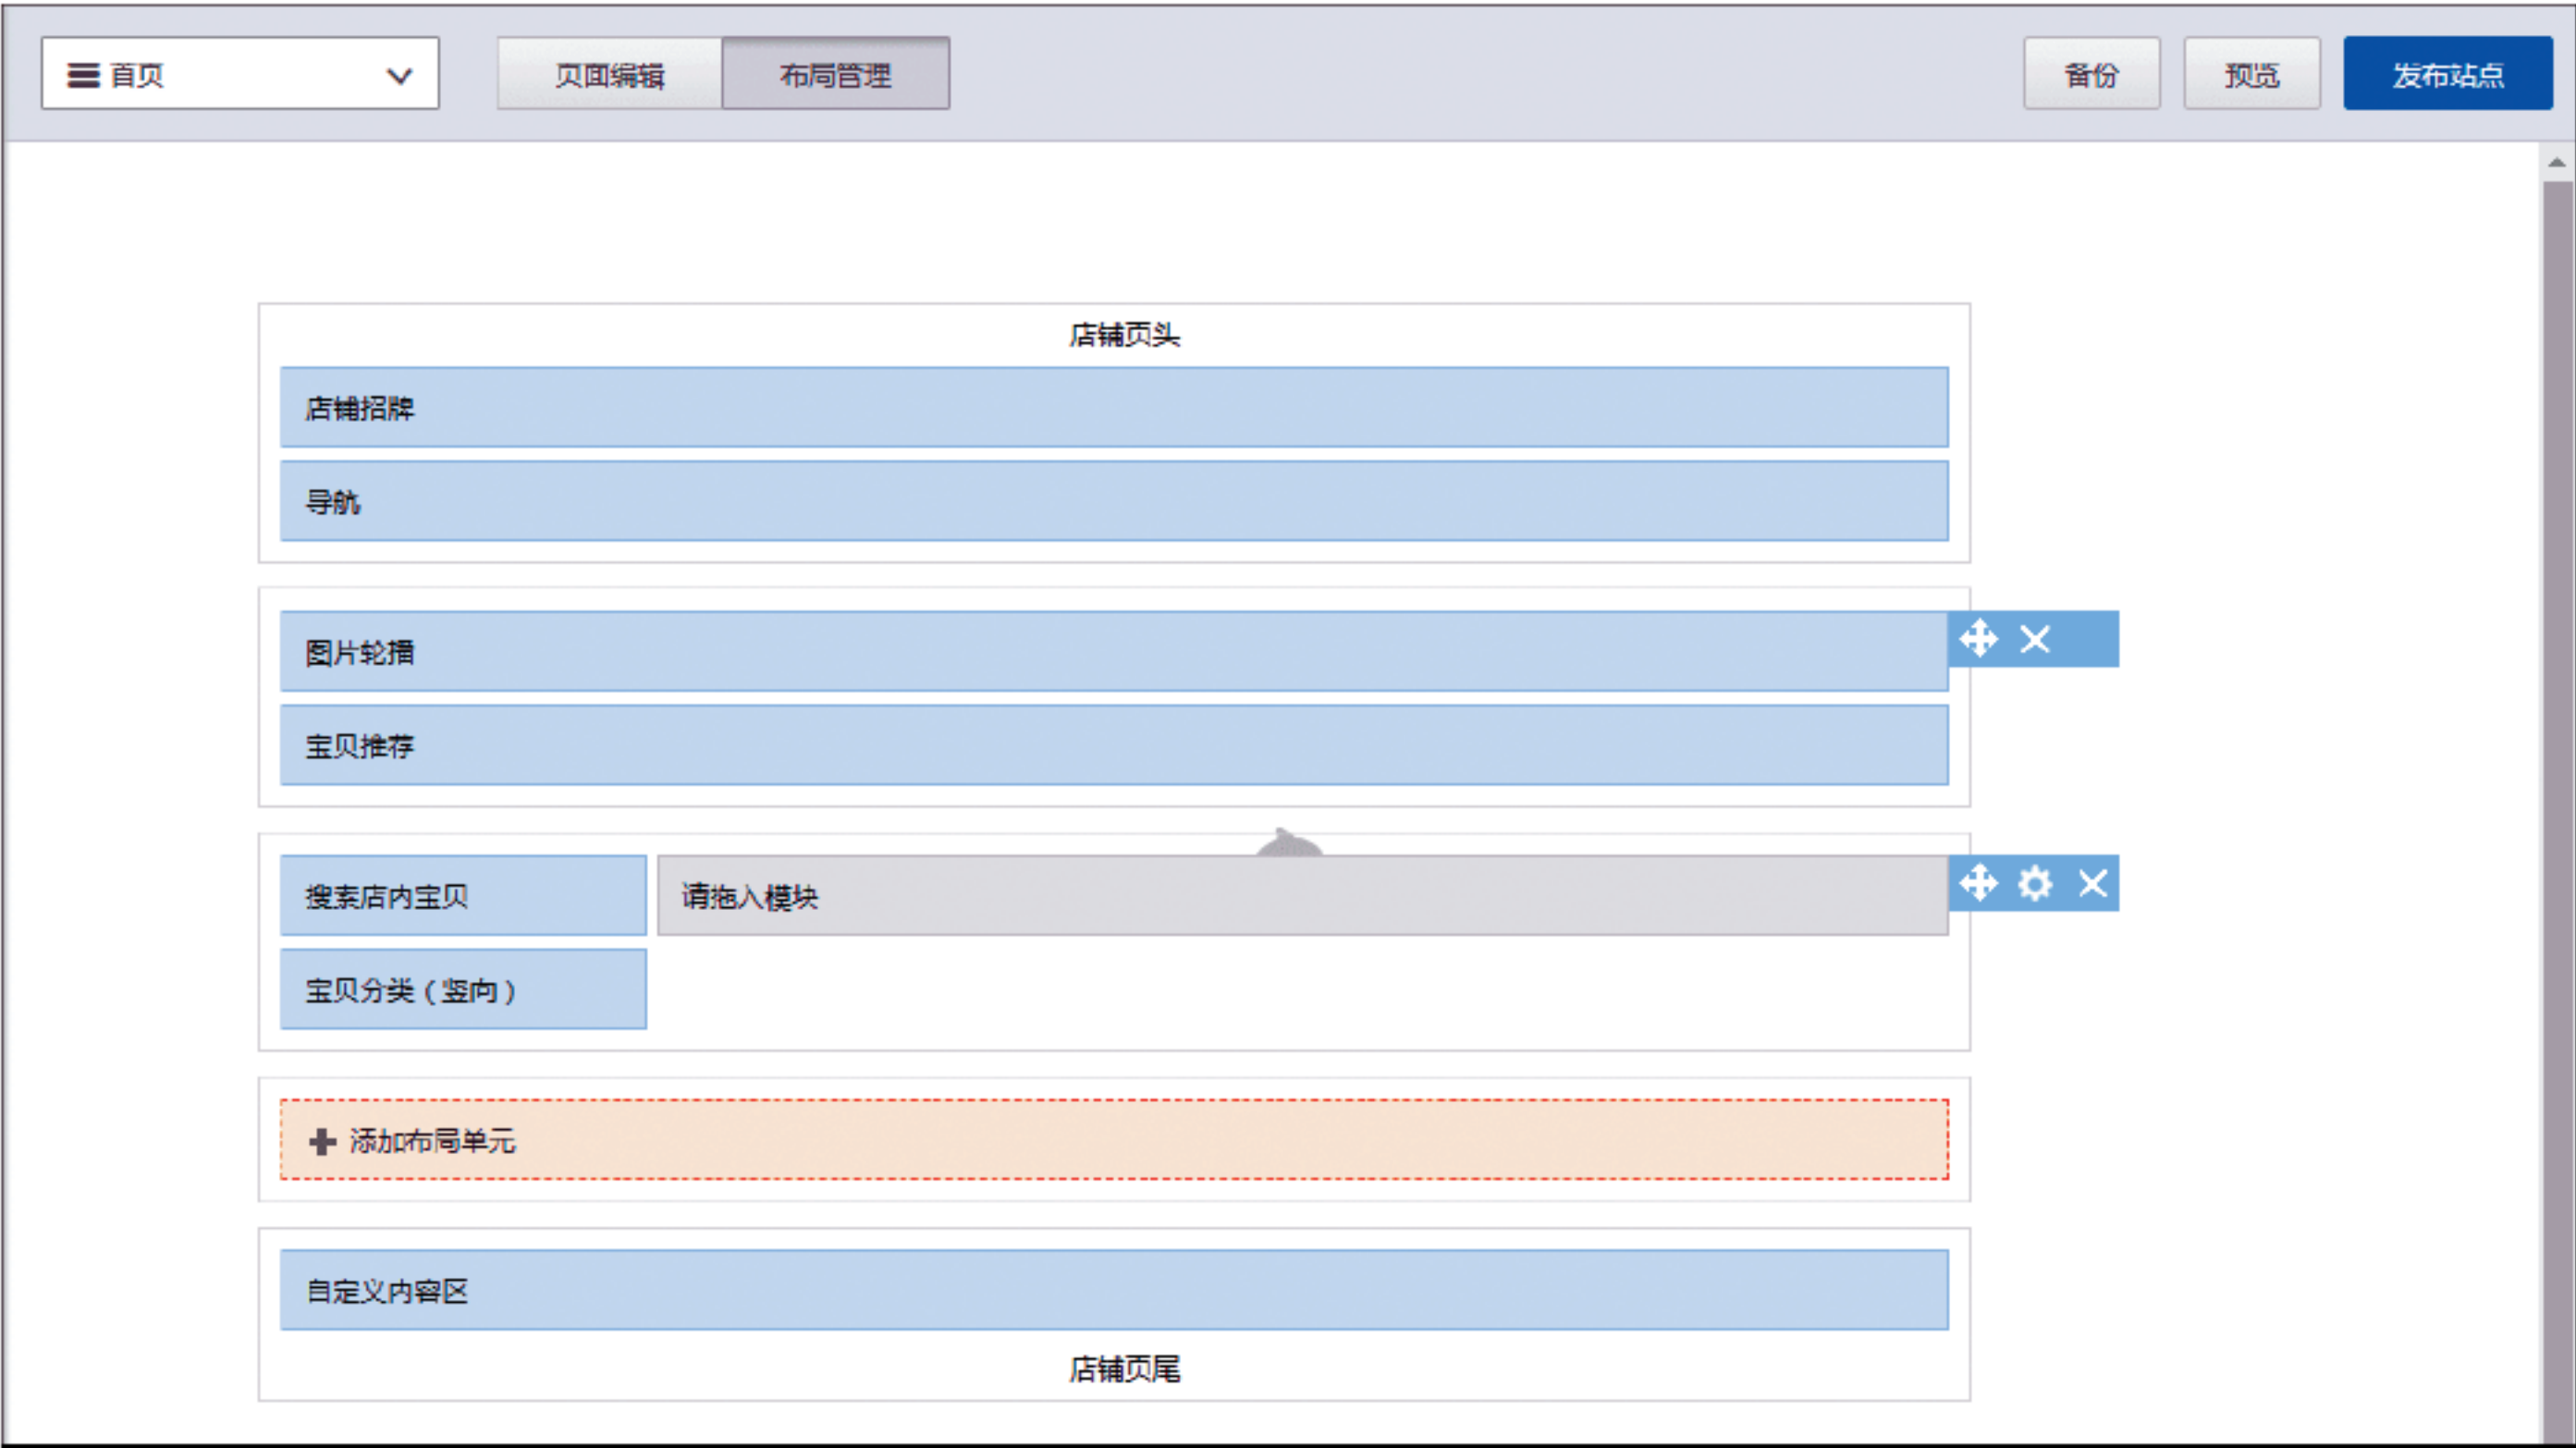 首页
页面编辑
布局管理
备份
预览
发布站点
店铺页头
店铺招牌
导航
图片轮播
宝贝推荐
搜索店内宝贝
请拖入模块
宝贝分类（竖向）
添加布局单元
自定义内容区
店铺页尾